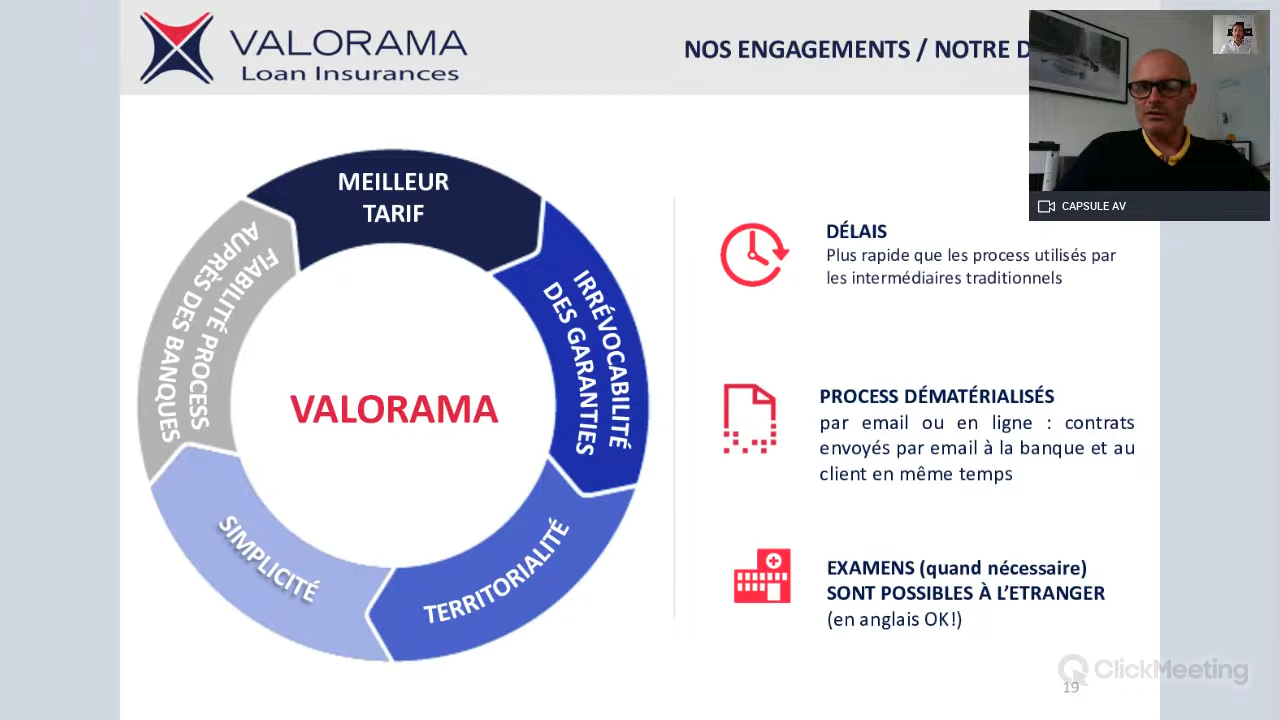 VALORAMA
Loan Insurances
NOS ENGAGEMENTS / NOTRE
CAPSULE AV
MEILLEUR
TARIF
IRRÉVOCABILITÉ
DES GARANTIES
TERRITORIALITÉ
SIMPLICITÉ
FIABILITÉ PROCESS
AUPRÈS DES BANQUES
VALORAMA
DÉLAIS
Plus rapide que les process utilisés par
les intermédiaires traditionnels
PROCESS DÉMATÉRIALISÉS
par email ou en ligne : contrats
envoyés par email à la banque et au
client en même temps
EXAMENS (quand nécessaire)
SONT POSSIBLES À L'ETRANGER
(en anglais OK!)
ClickMeeting
19